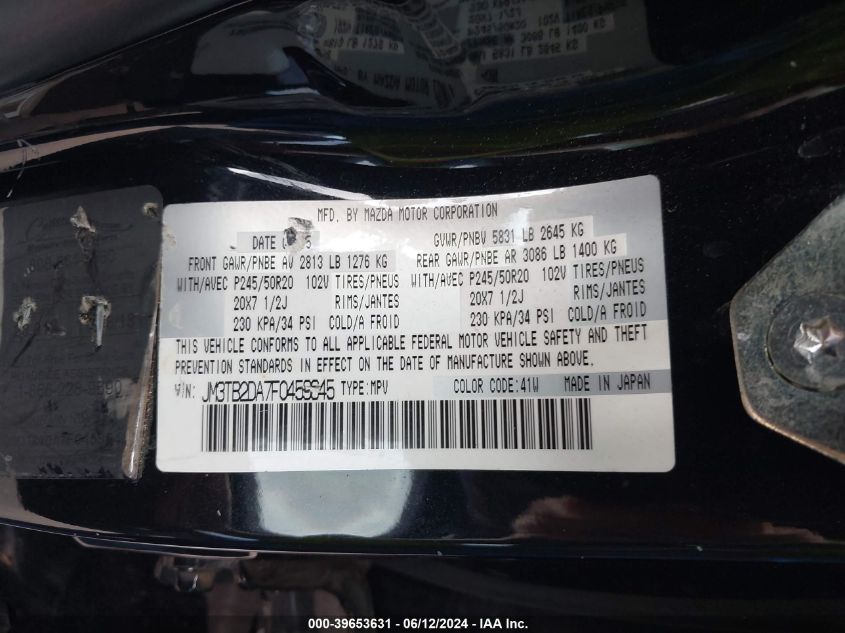 MFD. BY MAZDA MOTOR CORPORATION
DATE GVWR/PNBV 5831 LB 2645 KG
FRONT GAWR/PNBE AV 2813 LB 1276 KG REAR GAWR/PNBE AR 3086 LB 1400 KG
WITH/AVEC P245/50R20 102V TIRES/PNEUS WITH/AVEC P245/50R20 102V TIRES/PNEUS
20X7 1/2J RIMS/JANTES 20X7 1/2J RIMS/JANTES
230 KPA/34 PSI COLD/A FROID 230 KPA/34 PSI COLD/A FROID
THIS VEHICLE CONFORMS TO ALL APPLICABLE FEDERAL MOTOR VEHICLE SAFETY AND THEFT
PREVENTION STANDARDS IN EFFECT ON THE DATE OF MANUFACTURE SHOWN ABOVE.
TYPE:MPV COLOR CODE:41W MADE IN JAPAN
000-39653631 - 06/12/2024 - IAA Inc.